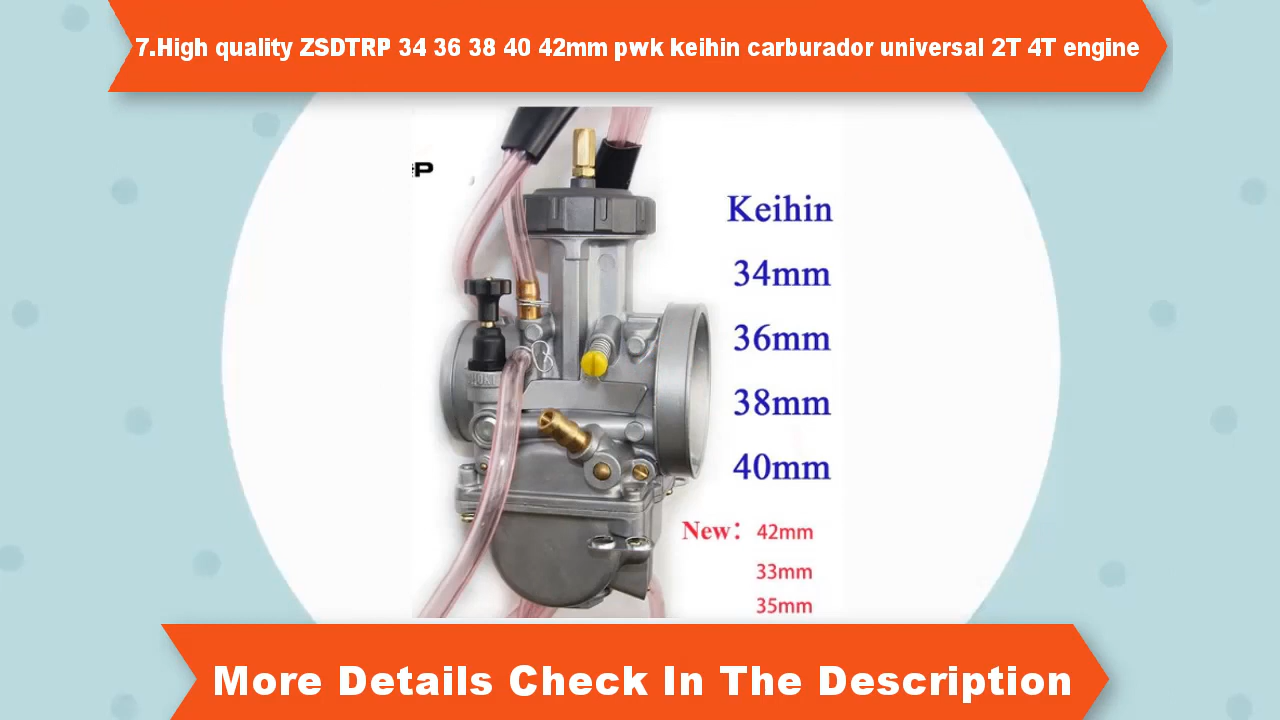 7.High quality ZSDTRP 34 36 38 40 42mm pwk keihin carburador universal 2T 4T engine
Keihin
34mm
36mm
38mm
40mm
New: 42mm
33mm
35mm
More Details Check In The Description